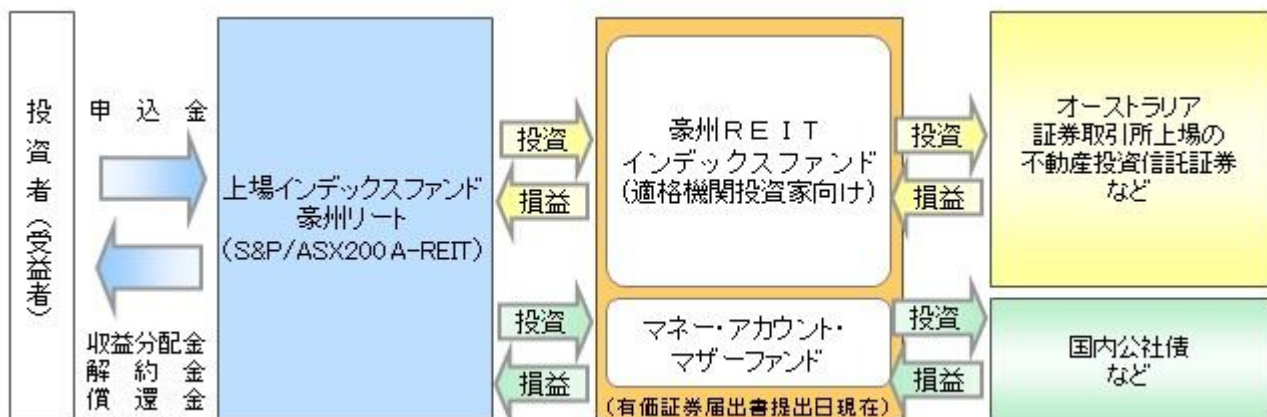 投資者(受益者)
申込金
収益分配金
解約金
償還金
上場インデックスファンド
豪州リート
(S&P/ASX200 A-REIT)
投資
損益
投資
損益
豪州REIT
インデックスファンド
(適格機関投資家向け)
マネー・アカウント・
マザーファンド
(有価証券届出書提出日現在)
投資
損益
投資
損益
オーストラリア
証券取引所上場の
不動産投資信託証券
など
国内公社債
など